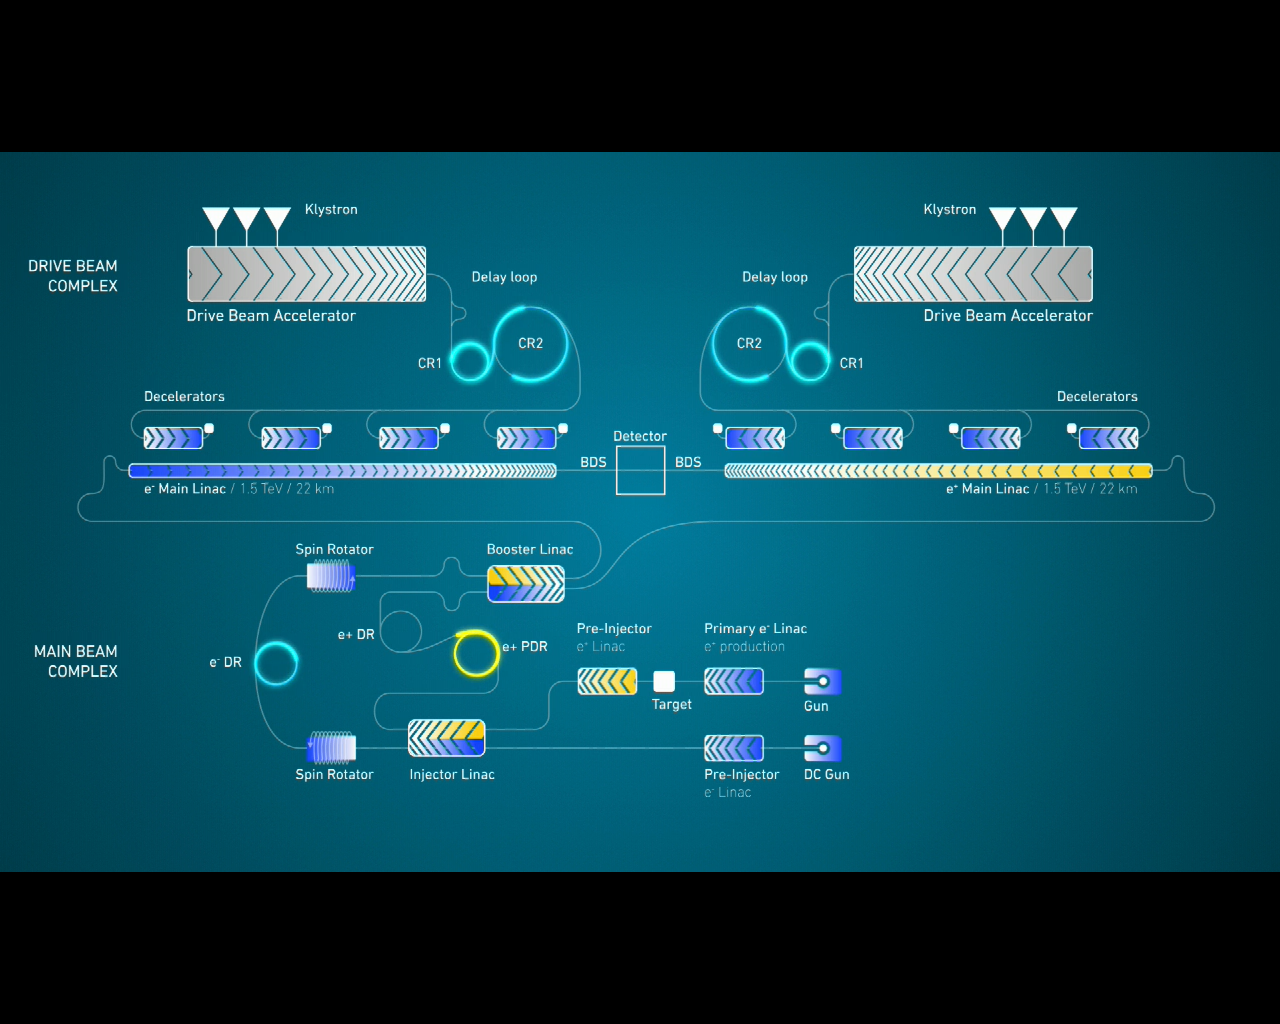 Klystron
Klystron
DRIVE BEAM
COMPLEX
Delay loop
Delay loop
Drive Beam Accelerator
Drive Beam Accelerator
CR2
CR2
CR1
CR1
Decelerators
Decelerators
Detector
BDS
BDS
e⁻ Main Linac / 1.5 TeV / 22 km
e⁺ Main Linac / 1.5 TeV / 22 km
Spin Rotator
Booster Linac
e+ DR
Pre-Injector
e⁺ Linac
Primary e⁻ Linac
e⁺ production
e+ PDR
MAIN BEAM
COMPLEX
e⁻ DR
Target
Gun
Spin Rotator
Injector Linac
Pre-Injector
e⁻ Linac
DC Gun